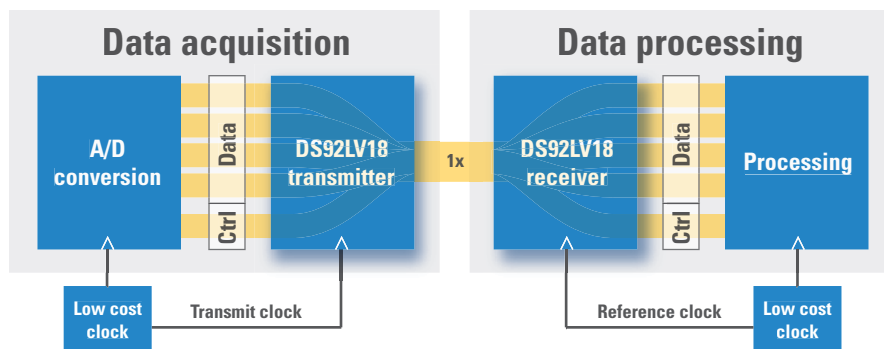 Data acquisition
Data processing
A/D
conversion
Data
Ctrl
DS92LV18
transmitter
1x
DS92LV18
receiver
Data
Ctrl
Processing
Low cost
clock
Transmit clock
Reference clock
Low cost
clock